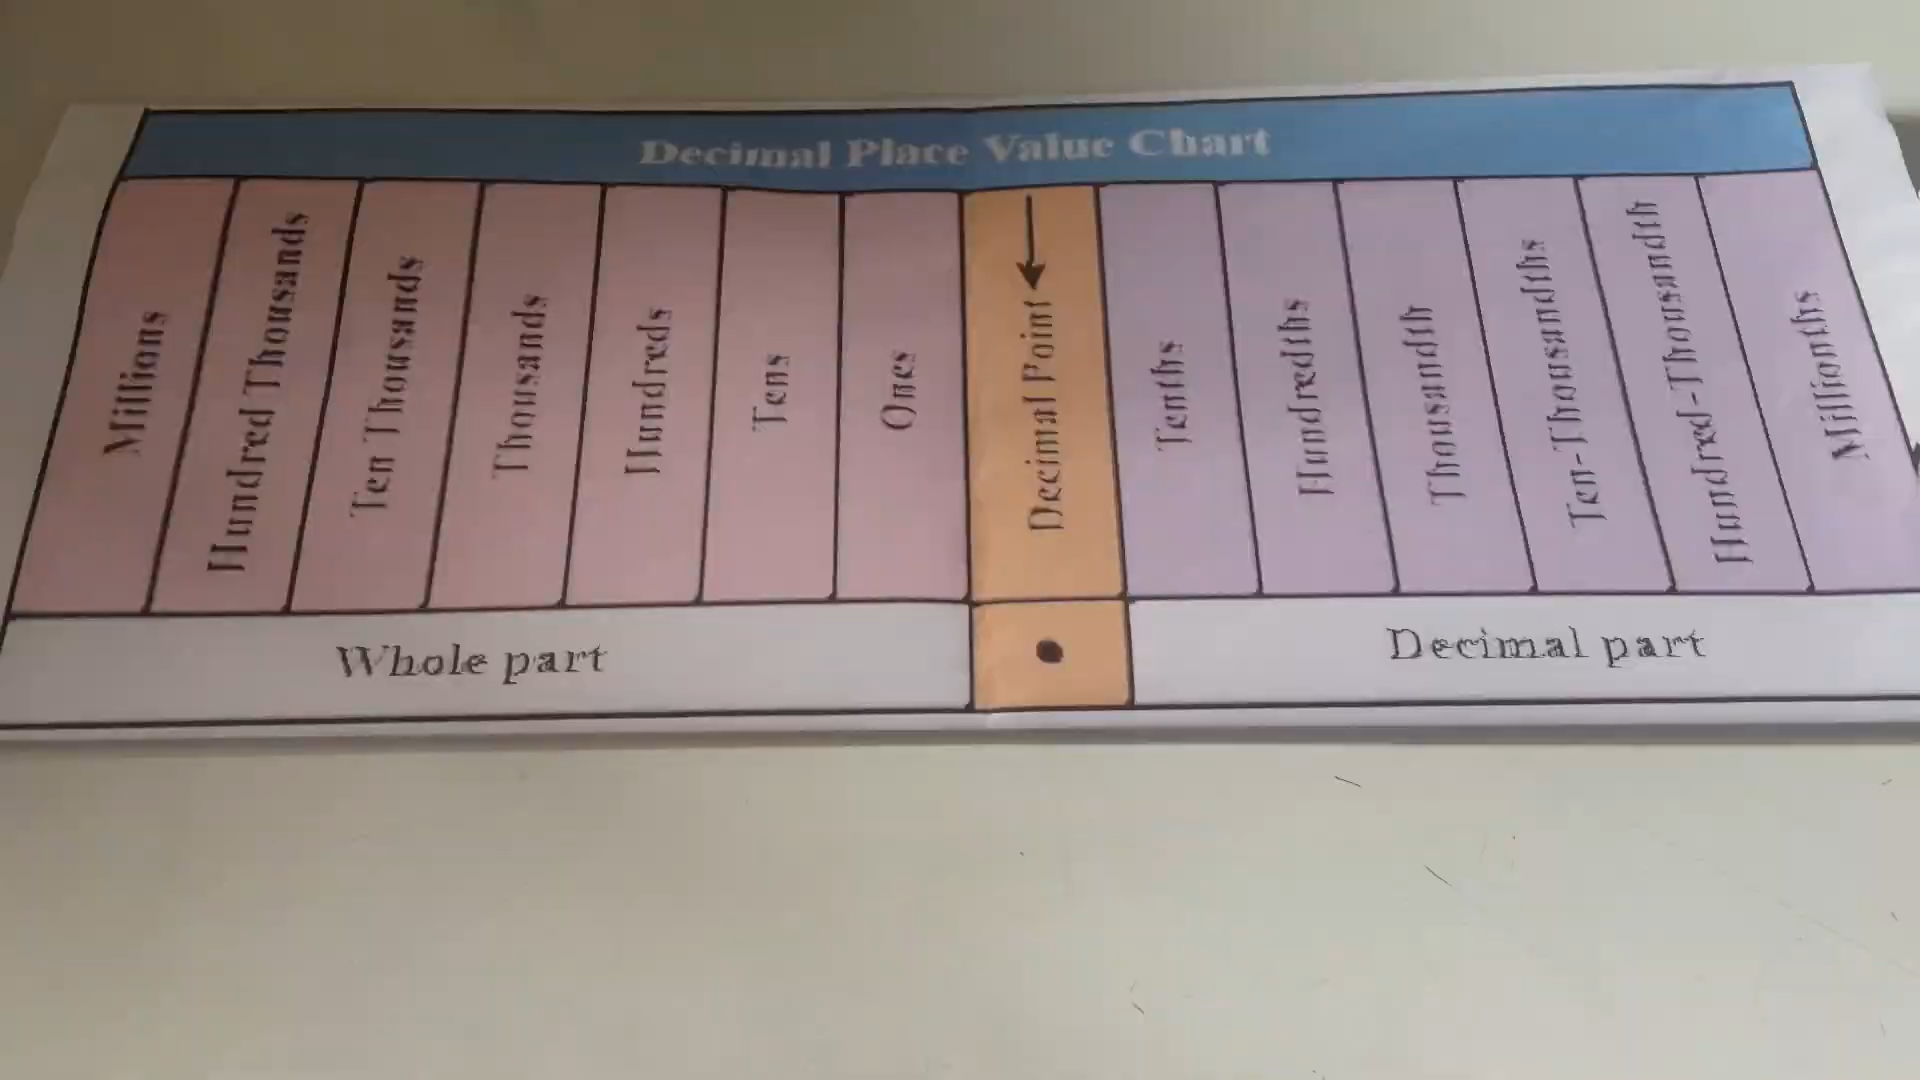 Decimal Place Value Chart
Millions
Hundred Thousands
Ten Thousands
Thousands
Hundreds
Tens
Ones
Decimal Point
Tenths
Hundredths
Thousandth
Ten-Thousandths
Hundred-Thousandth
Millionths
Whole part
Decimal part